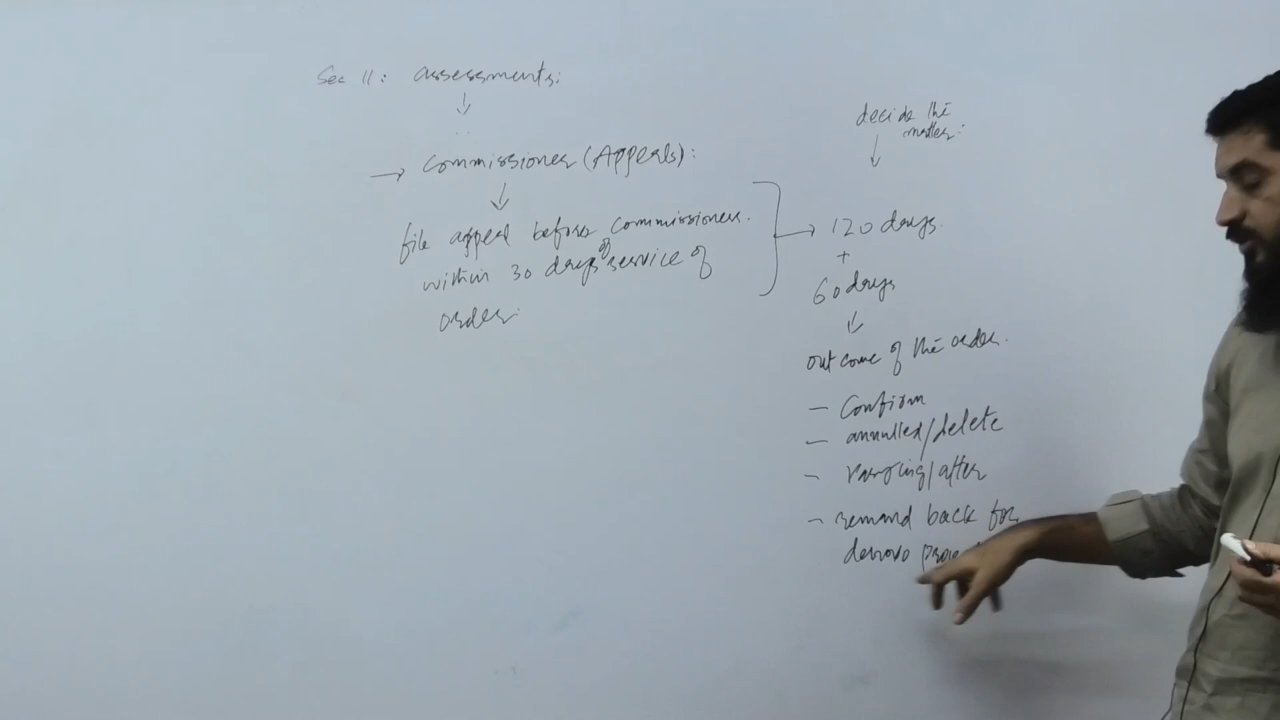 Sec 11: assessments:
Commissioner (Appeals):
file appeal before commissioner.
within 30 days of service of
order.
decide the
matter:
120 days
+
60 days
out come of the order.
- Confirm
- annulled/delete
- varying/alter
- remand back for
denovo